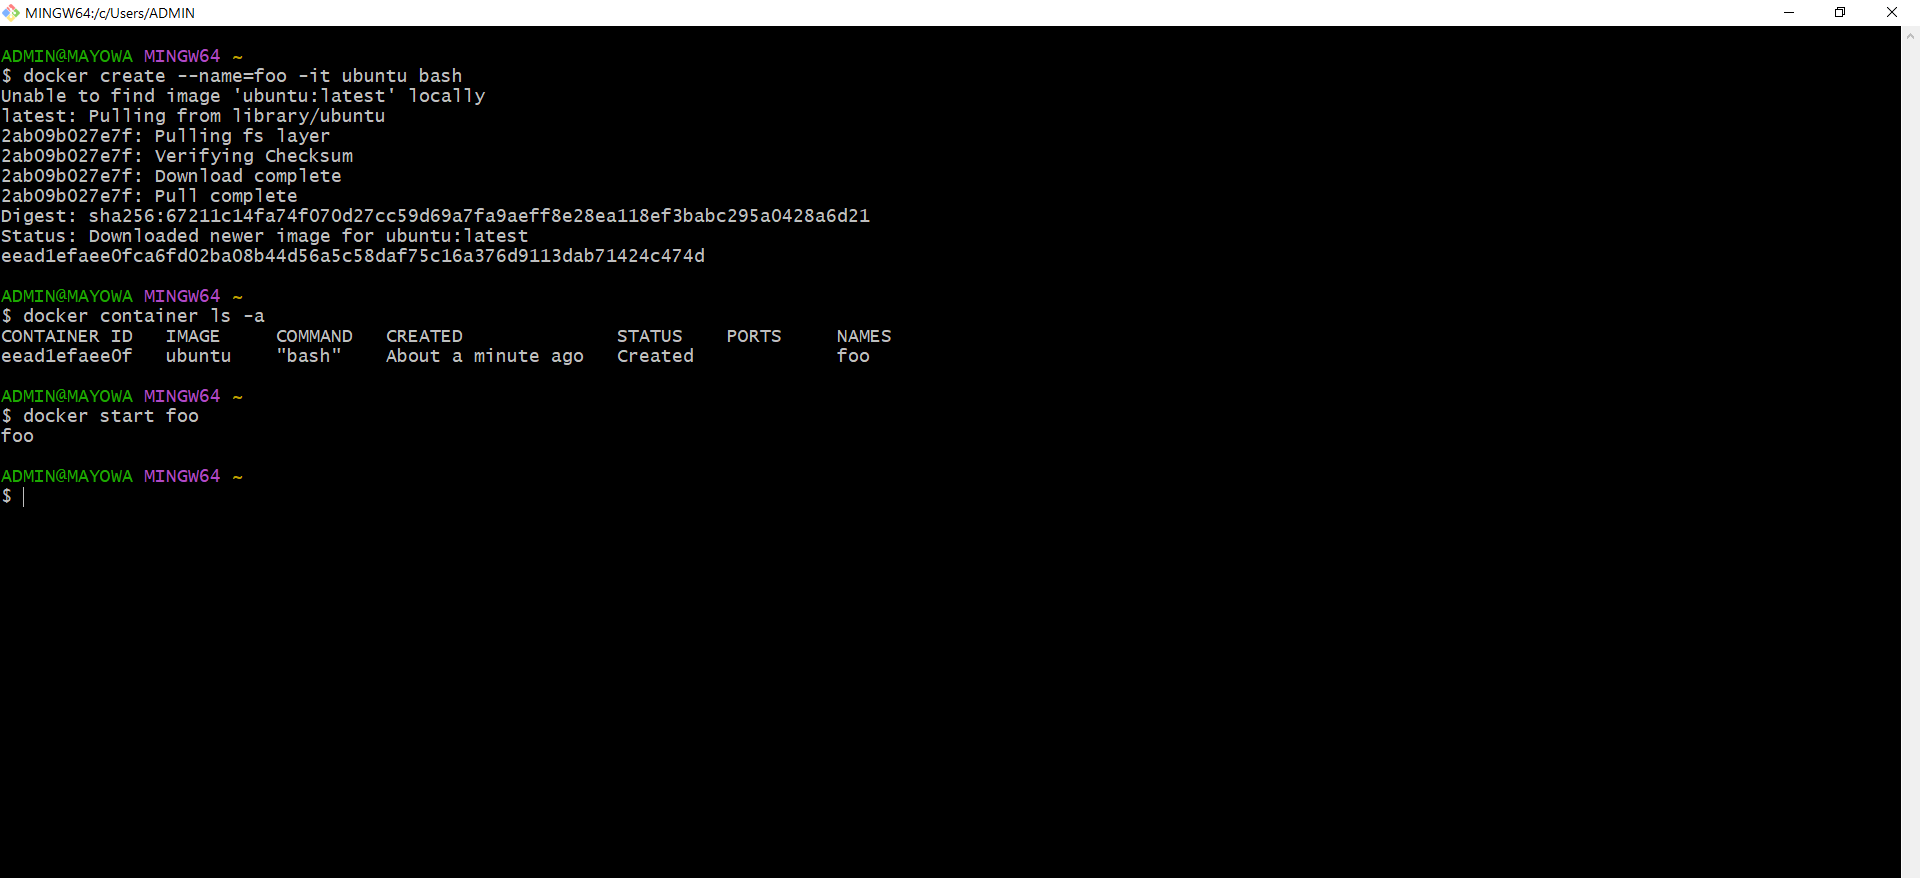 MINGW64:/c/Users/ADMIN
ADMIN@MAYOWA MINGW64 ~
$ docker create --name=foo -it ubuntu bash
Unable to find image 'ubuntu:latest' locally
latest: Pulling from library/ubuntu
2ab09b027e7f: Pulling fs layer
2ab09b027e7f: Verifying Checksum
2ab09b027e7f: Download complete
2ab09b027e7f: Pull complete
Digest: sha256:67211c14fa74f070d27cc59d69a7fa9aeff8e28ea118ef3babc295a0428a6d21
Status: Downloaded newer image for ubuntu:latest
eead1efaee0fca6fd02ba08b44d56a5c58daf75c16a376d9113dab71424c474d
ADMIN@MAYOWA MINGW64 ~
$ docker container ls -a
CONTAINER ID   IMAGE     COMMAND   CREATED              STATUS    PORTS     NAMES
eead1efaee0f   ubuntu    "bash"    About a minute ago   Created             foo
ADMIN@MAYOWA MINGW64 ~
$ docker start foo
foo
ADMIN@MAYOWA MINGW64 ~
$